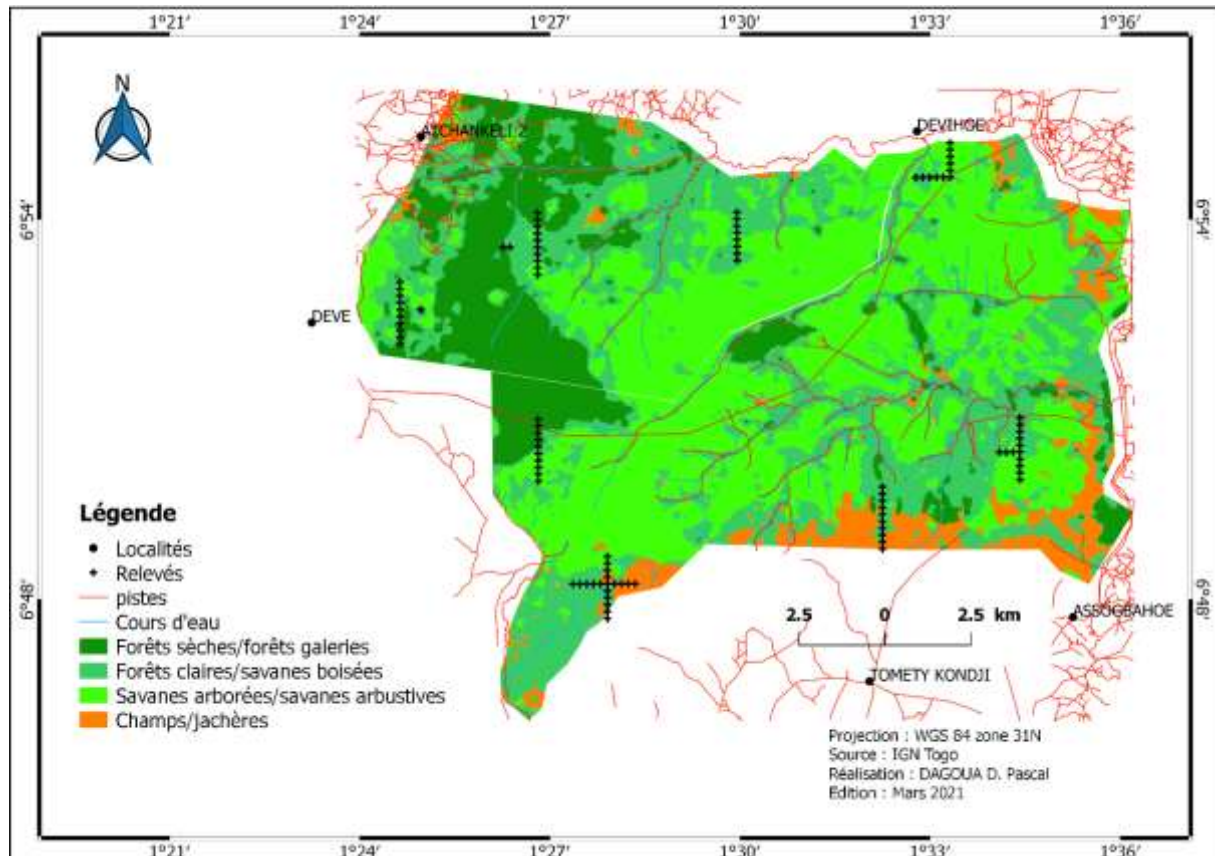 1°21′ 1°24′ 1°27′ 1°30′ 1°33′ 1°36′
N
AICHANKELI 2
DEVIHOE
6°54′ 6°54′
DEVE
Légende
Localités
Relevés
pistes
Cours d'eau
Forêts sèches/forêts galeries
Forêts claires/savanes boisées
Savanes arborées/savanes arbustives
Champs/jachères
6°48′ 6°48′
2.5 0 2.5 km
ASSOGBAHOE
TOMETY KONDJI
Projection : WGS 84 zone 31N
Source : IGN Togo
Réalisation : DAGOUA D. Pascal
Edition : Mars 2021
1°21′ 1°24′ 1°27′ 1°30′ 1°33′ 1°36′